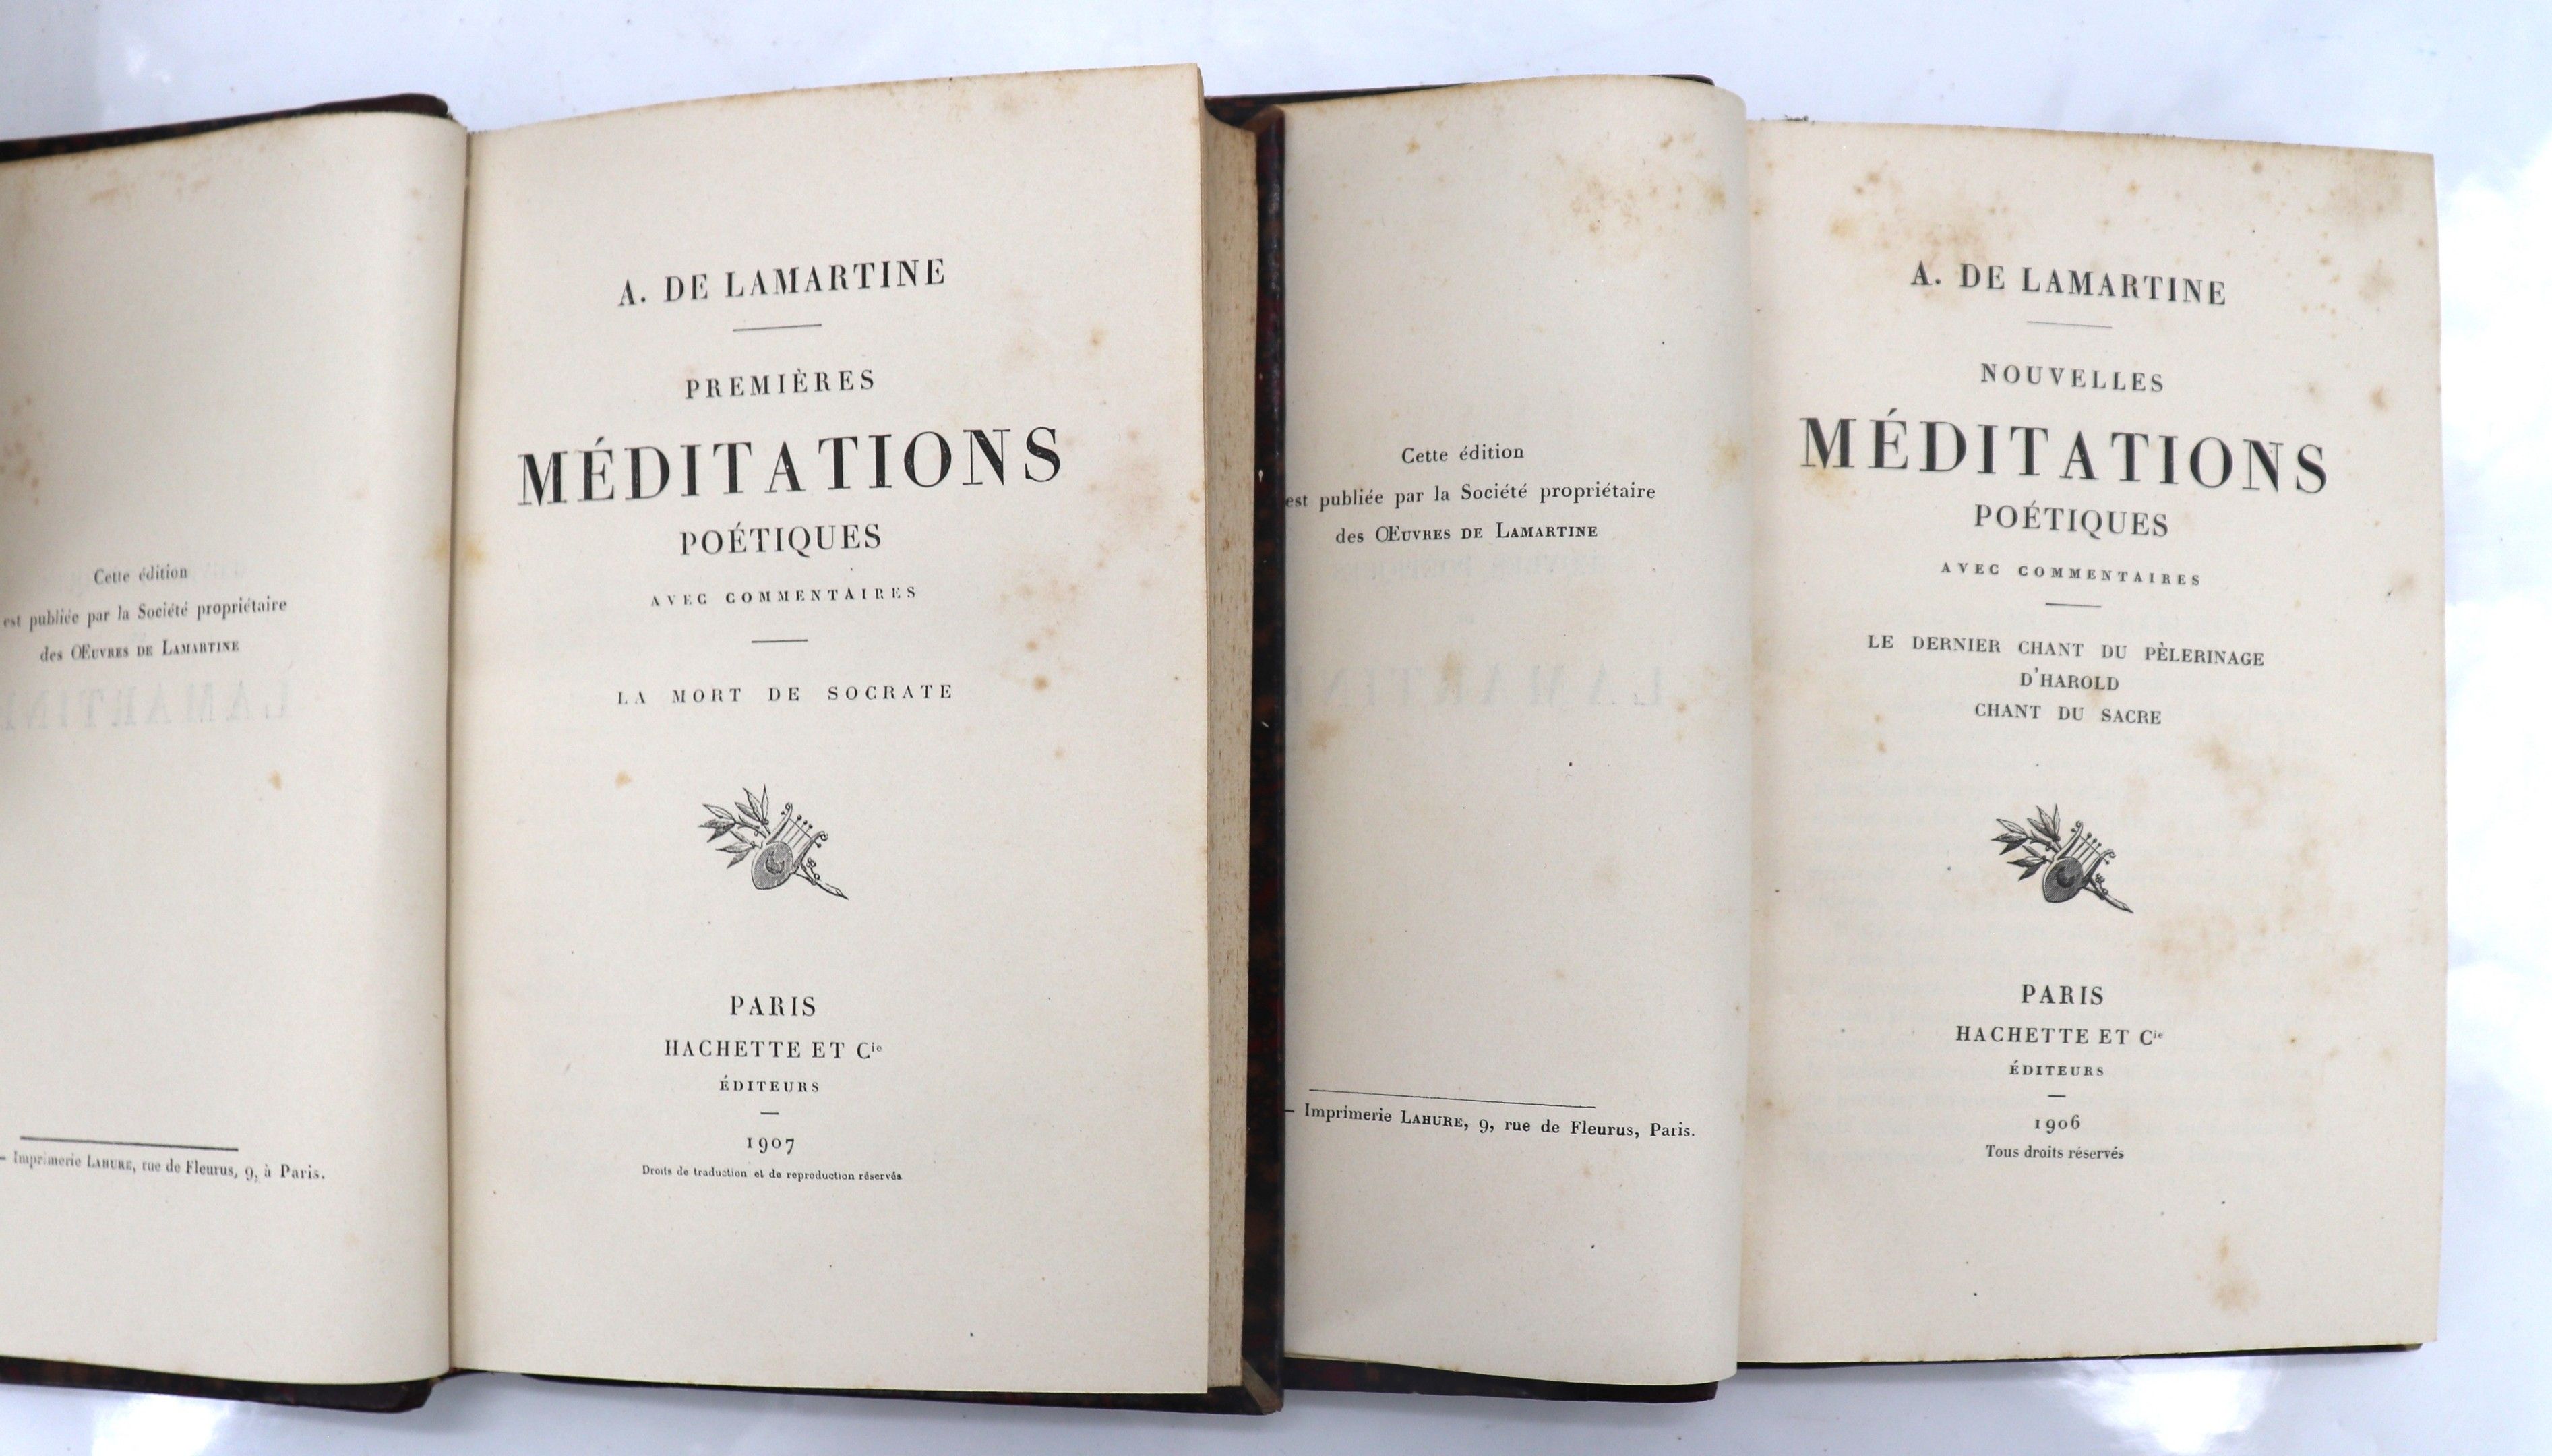 Cette édition
est publiée par la Société propriétaire
des ŒUVRES DE LAMARTINE
— Imprimerie LAHURE, rue de Fleurus, 9, à Paris.
A. DE LAMARTINE
PREMIÈRES
MÉDITATIONS
POÉTIQUES
AVEC COMMENTAIRES
LA MORT DE SOCRATE
PARIS
HACHETTE ET Cie
ÉDITEURS
1907
Droits de traduction et de reproduction réservés
Cette édition
est publiée par la Société propriétaire
des ŒUVRES DE LAMARTINE
— Imprimerie LAHURE, 9, rue de Fleurus, Paris.
A. DE LAMARTINE
NOUVELLES
MÉDITATIONS
POÉTIQUES
AVEC COMMENTAIRES
LE DERNIER CHANT DU PÈLERINAGE
D'HAROLD
CHANT DU SACRE
PARIS
HACHETTE ET Cie
ÉDITEURS
1906
Tous droits réservés